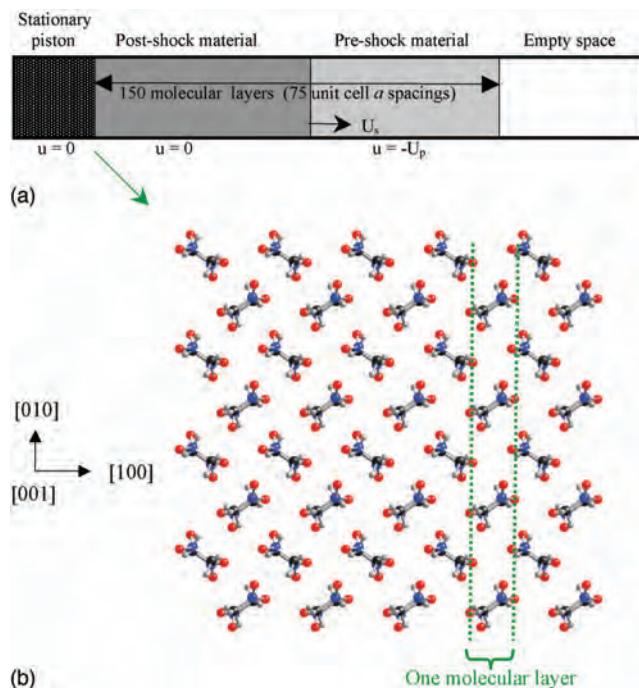 Stationary piston
Post-shock material
Pre-shock material
Empty space
150 molecular layers (75 unit cell a spacings)
Us
u = 0
u = 0
u = -Up
(a)
[010]
[100]
[001]
(b)
One molecular layer